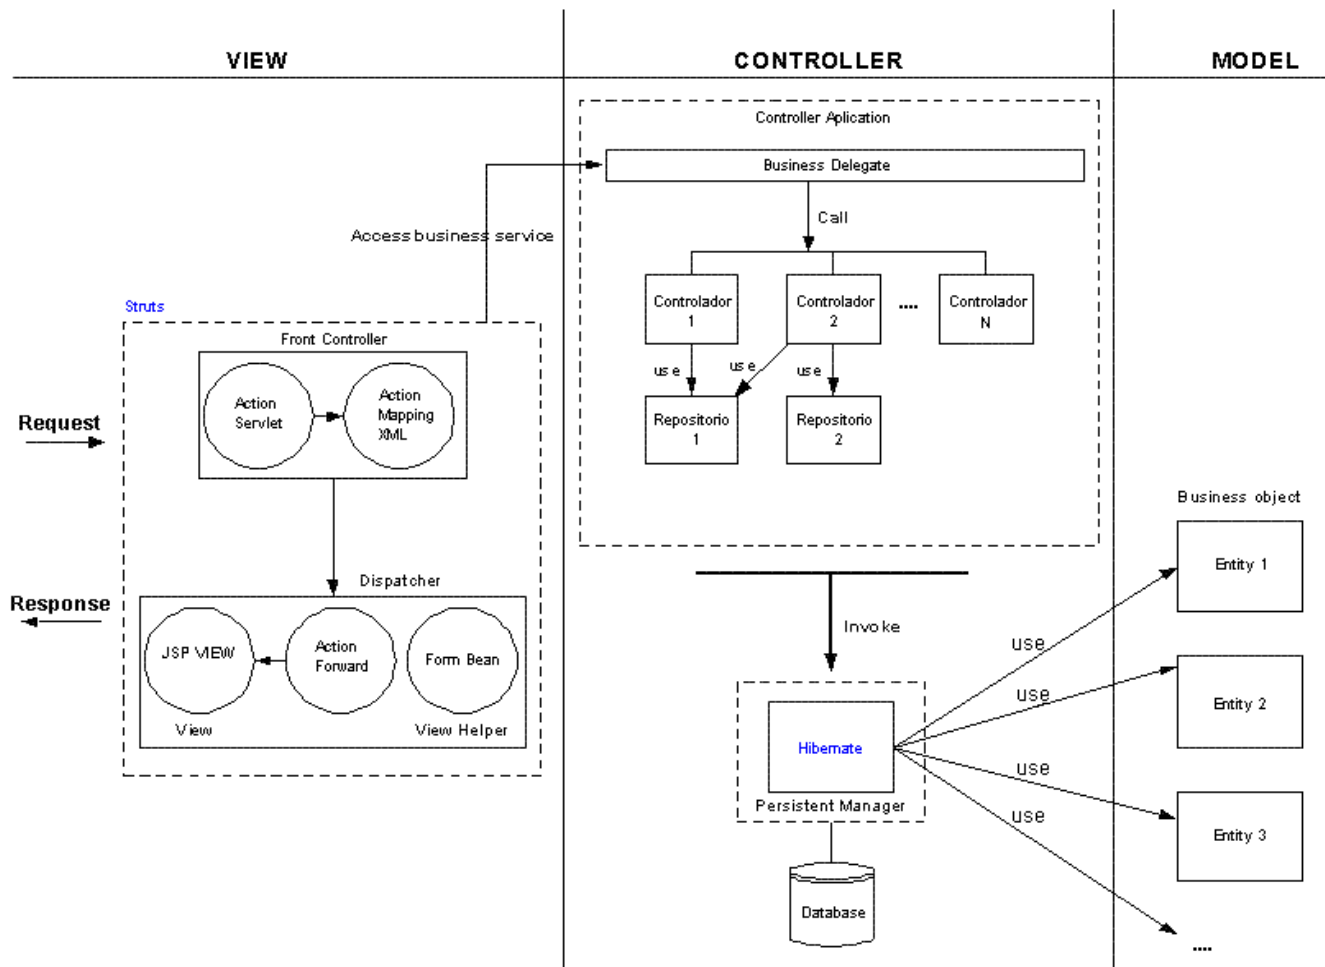 VIEW
CONTROLLER
MODEL
Controller Aplication
Business Delegate
Call
Access business service
Controlador
1
Controlador
2
....
Controlador
N
use
use
use
Repositorio
1
Repositorio
2
Struts
Front Controller
Action
Servlet
Action
Mapping
XML
Request
Dispatcher
Response
JSP VIEW
Action
Forward
Form Bean
View
View Helper
Invoke
Hibernate
Persistent Manager
Database
use
use
use
use
Business object
Entity 1
Entity 2
Entity 3
....